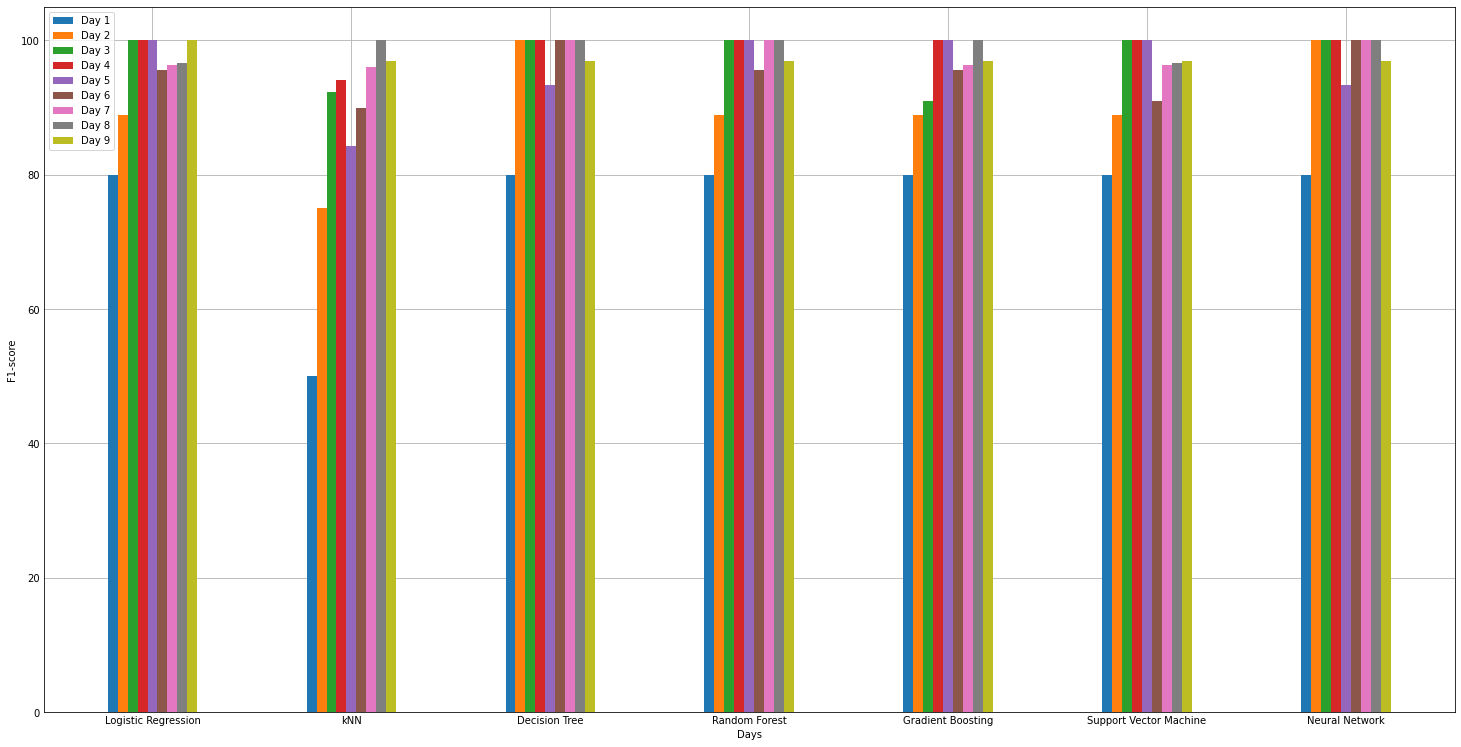 Day 1
Day 2
Day 3
Day 4
Day 5
Day 6
Day 7
Day 8
Day 9
100
80
60
40
20
0
F1-score
Logistic Regression kNN Decision Tree Random Forest Gradient Boosting Support Vector Machine Neural Network
Days